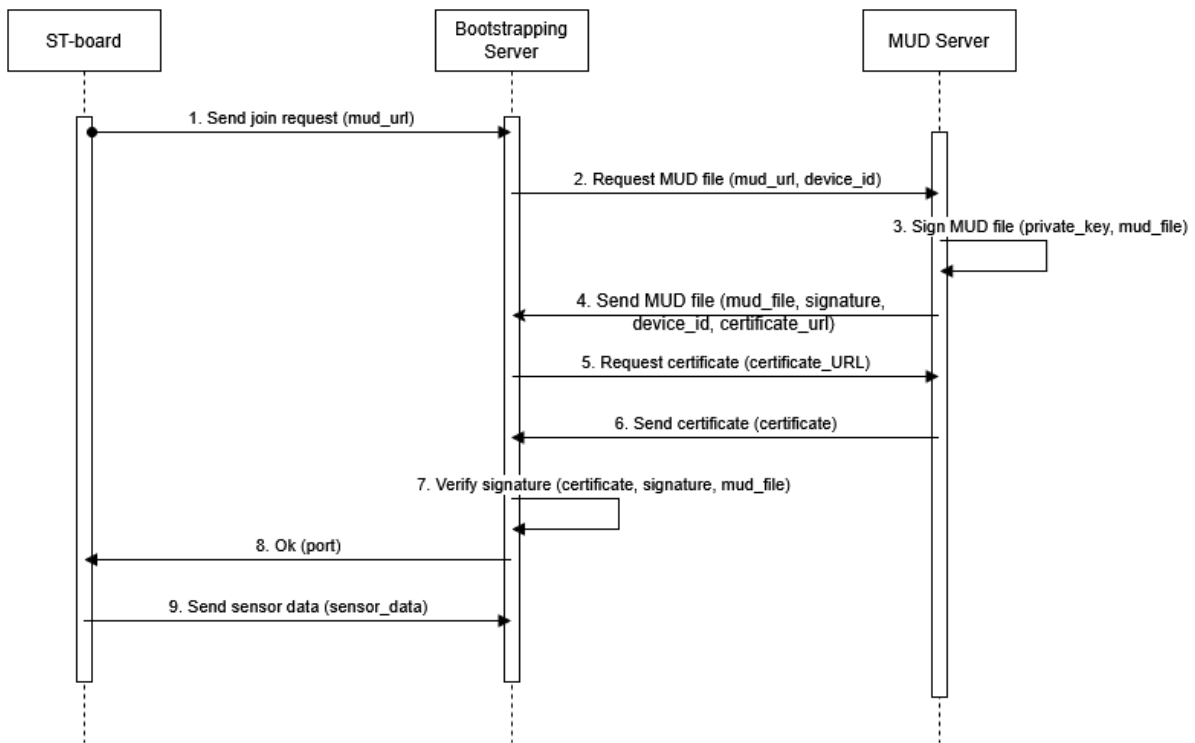 ST-board
Bootstrapping
Server
MUD Server
1. Send join request (mud_url)
2. Request MUD file (mud_url, device_id)
3. Sign MUD file (private_key, mud_file)
4. Send MUD file (mud_file, signature,
device_id, certificate_url)
5. Request certificate (certificate_URL)
6. Send certificate (certificate)
7. Verify signature (certificate, signature, mud_file)
8. Ok (port)
9. Send sensor data (sensor_data)